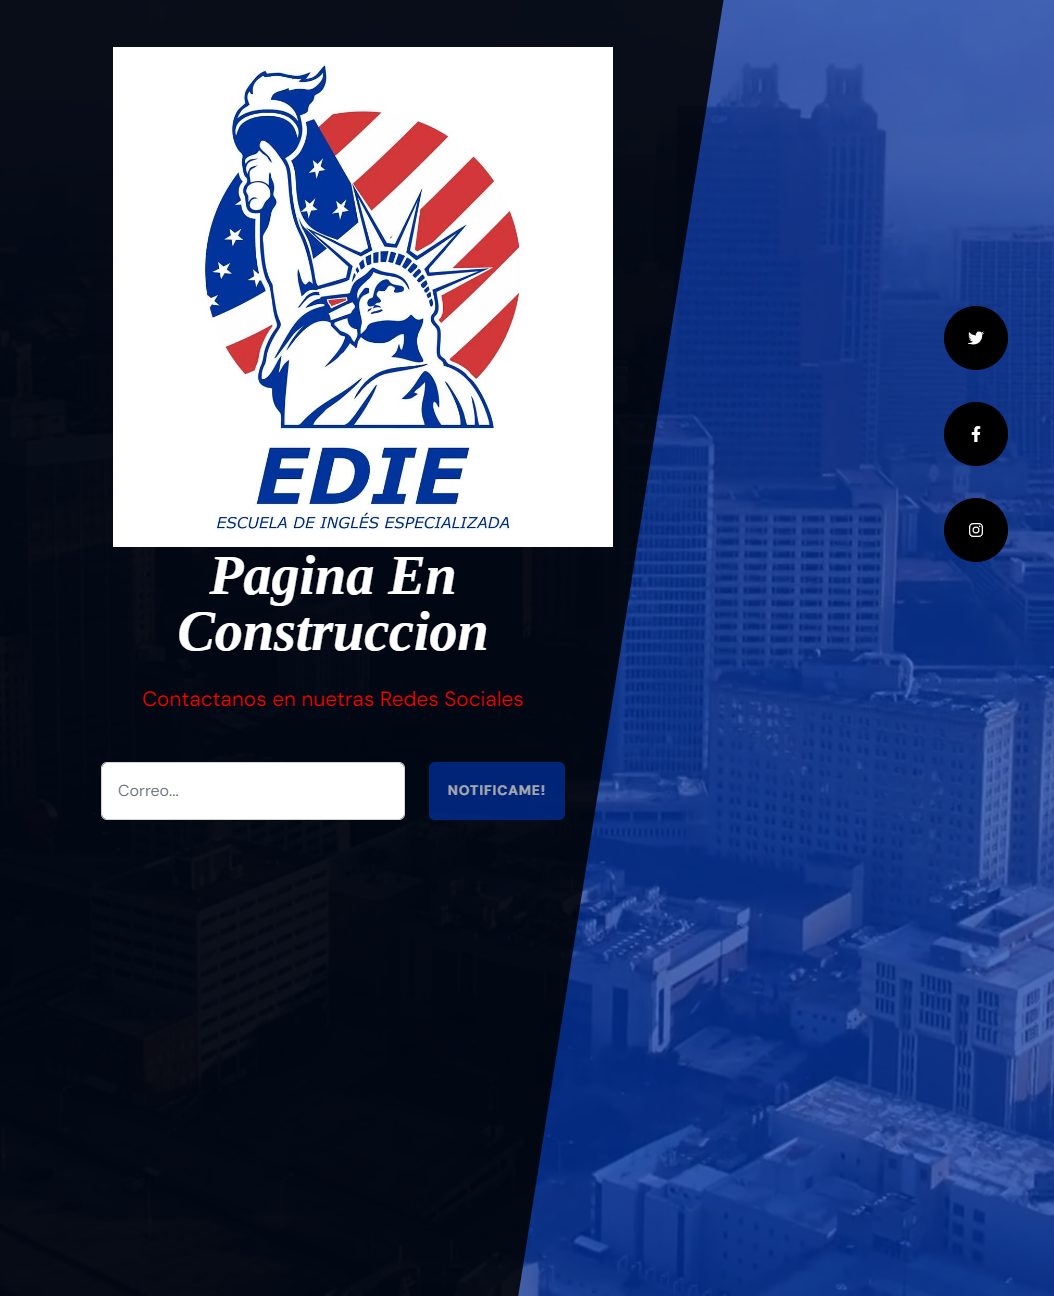 EDIE
ESCUELA DE INGLÉS ESPECIALIZADA
Pagina En
Construccion
Contactanos en nuetras Redes Sociales
Correo...
NOTIFICAME!